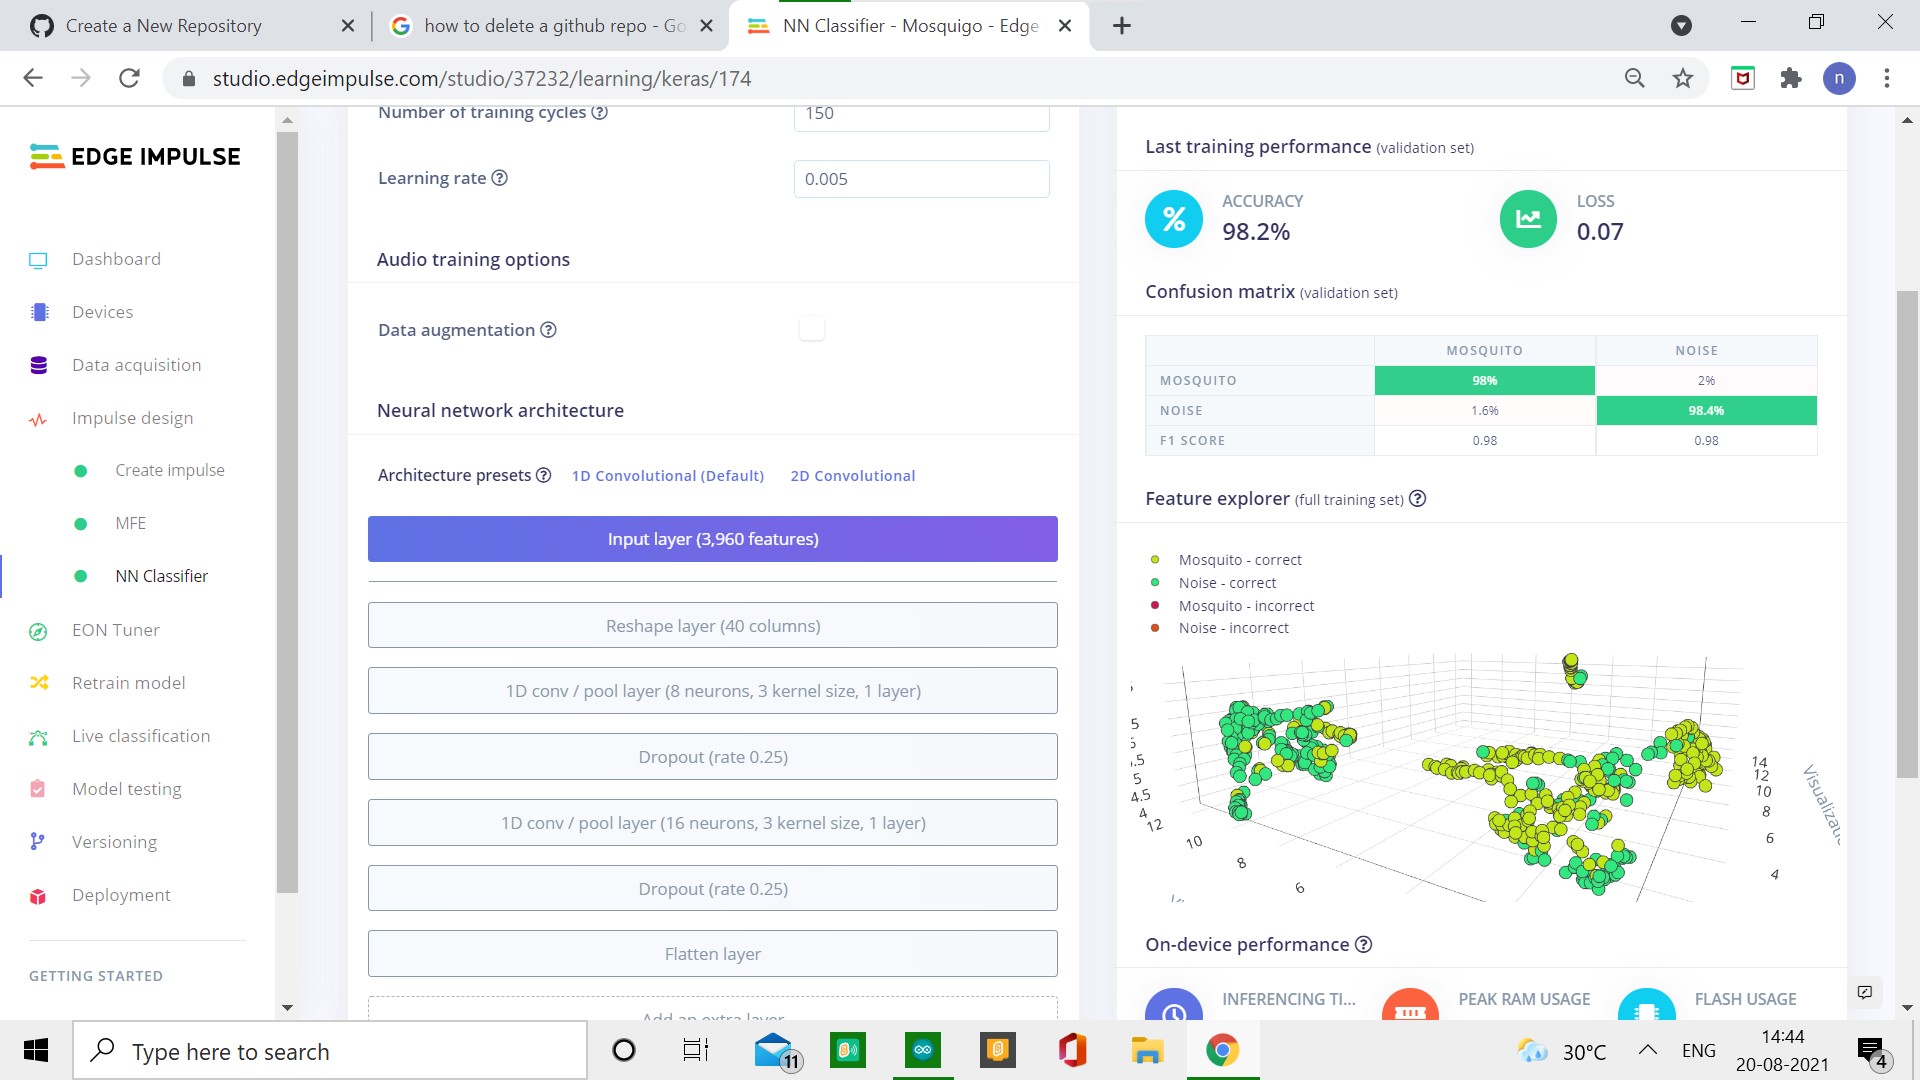 Create a New Repository
how to delete a github repo - Go
NN Classifier - Mosquigo - Edge
studio.edgeimpulse.com/studio/37232/learning/keras/174
n
EDGE IMPULSE
Dashboard
Devices
Data acquisition
Impulse design
Create impulse
MFE
NN Classifier
EON Tuner
Retrain model
Live classification
Model testing
Versioning
Deployment
GETTING STARTED
Number of training cycles ?
150
Learning rate ?
0.005
Audio training options
Data augmentation ?
Neural network architecture
Architecture presets ? 1D Convolutional (Default) 2D Convolutional
Input layer (3,960 features)
Reshape layer (40 columns)
1D conv / pool layer (8 neurons, 3 kernel size, 1 layer)
Dropout (rate 0.25)
1D conv / pool layer (16 neurons, 3 kernel size, 1 layer)
Dropout (rate 0.25)
Flatten layer
Add an extra layer
Last training performance (validation set)
%
ACCURACY
98.2%
LOSS
0.07
Confusion matrix (validation set)
MOSQUITO NOISE
MOSQUITO 98% 2%
NOISE 1.6% 98.4%
F1 SCORE 0.98 0.98
Feature explorer (full training set) ?
Mosquito - correct
Noise - correct
Mosquito - incorrect
Noise - incorrect
5
.5
5
4.5
4
12
10
8
6
14
12
10
8
6
4
On-device performance ?
INFERENCING TI...
PEAK RAM USAGE
FLASH USAGE
Type here to search
11
30°C
ENG
14:44
20-08-2021
4